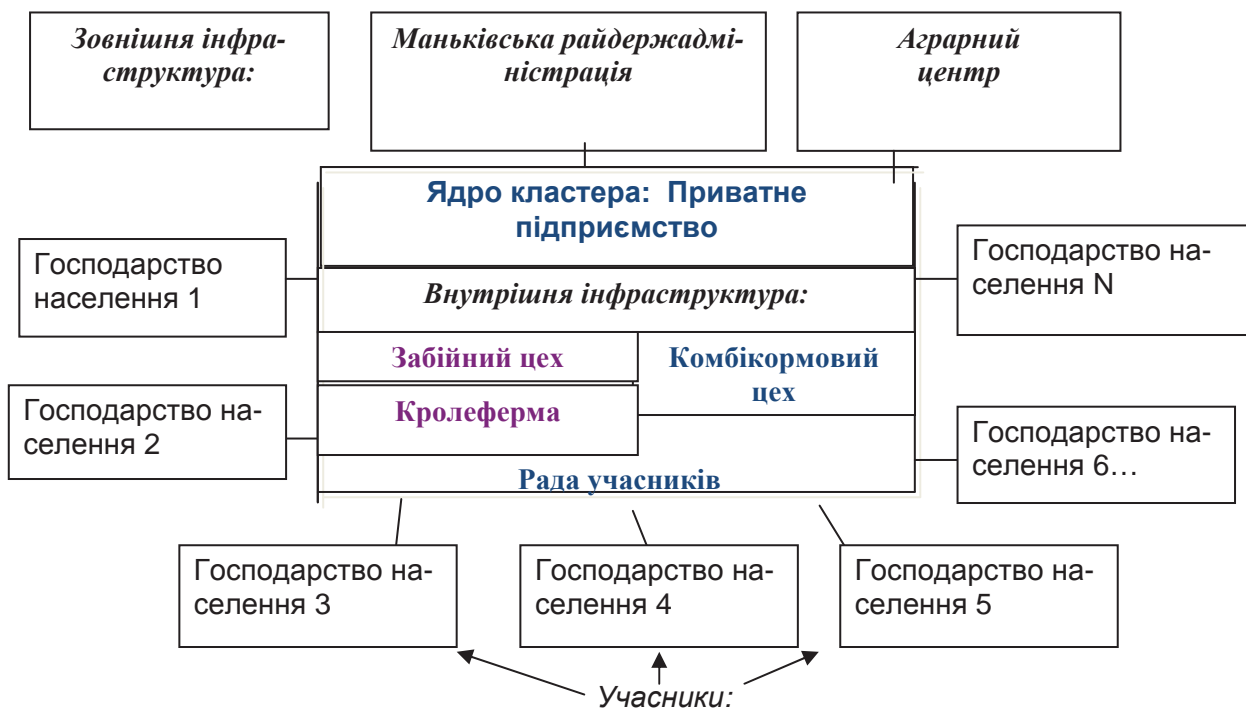 Зовнішня інфра-
структура:
Маньківська райдержадмі-
ністрація
Аграрний
центр
Ядро кластера: Приватне
підприємство
Господарство
населення 1
Господарство на-
селення N
Внутрішня інфраструктура:
Забійний цех
Комбікормовий
цех
Кролеферма
Господарство на-
селення 2
Господарство на-
селення 6...
Рада учасників
Господарство на-
селення 3
Господарство на-
селення 4
Господарство на-
селення 5
Учасники: